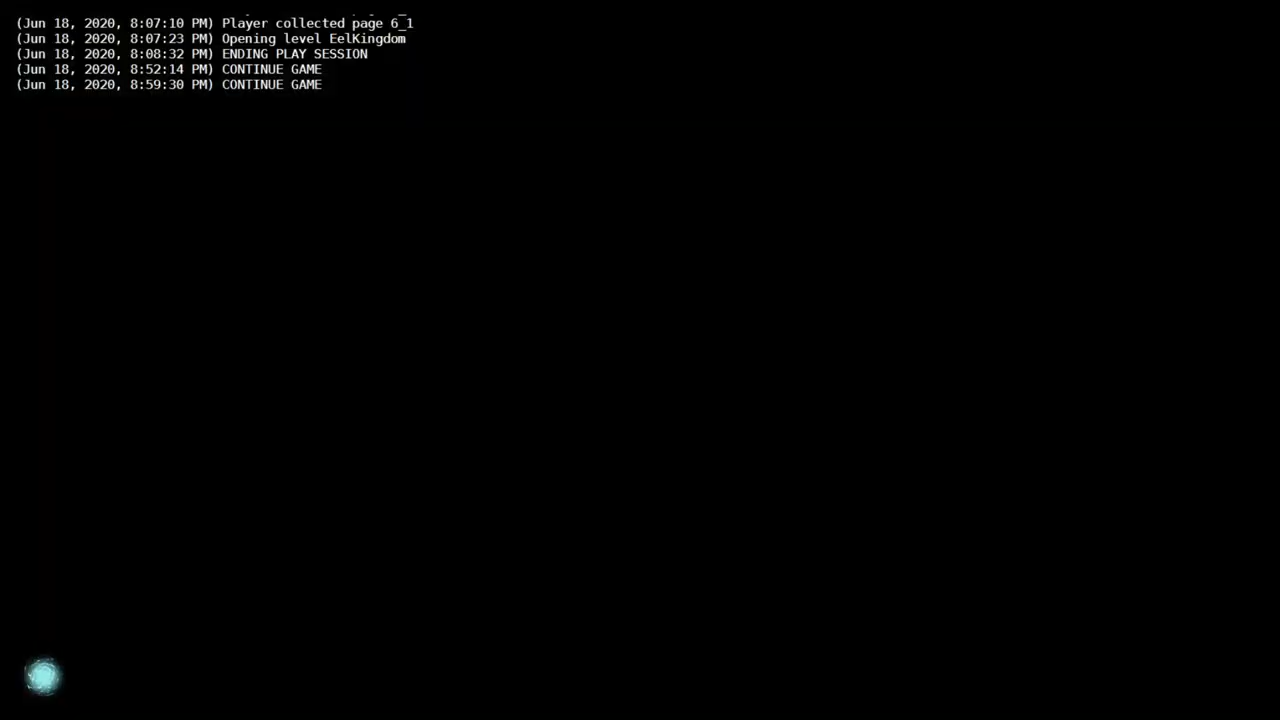 (Jun 18, 2020, 8:07:10 PM) Player collected page 6_1
(Jun 18, 2020, 8:07:23 PM) Opening level EelKingdom
(Jun 18, 2020, 8:08:32 PM) ENDING PLAY SESSION
(Jun 18, 2020, 8:52:14 PM) CONTINUE GAME
(Jun 18, 2020, 8:59:30 PM) CONTINUE GAME